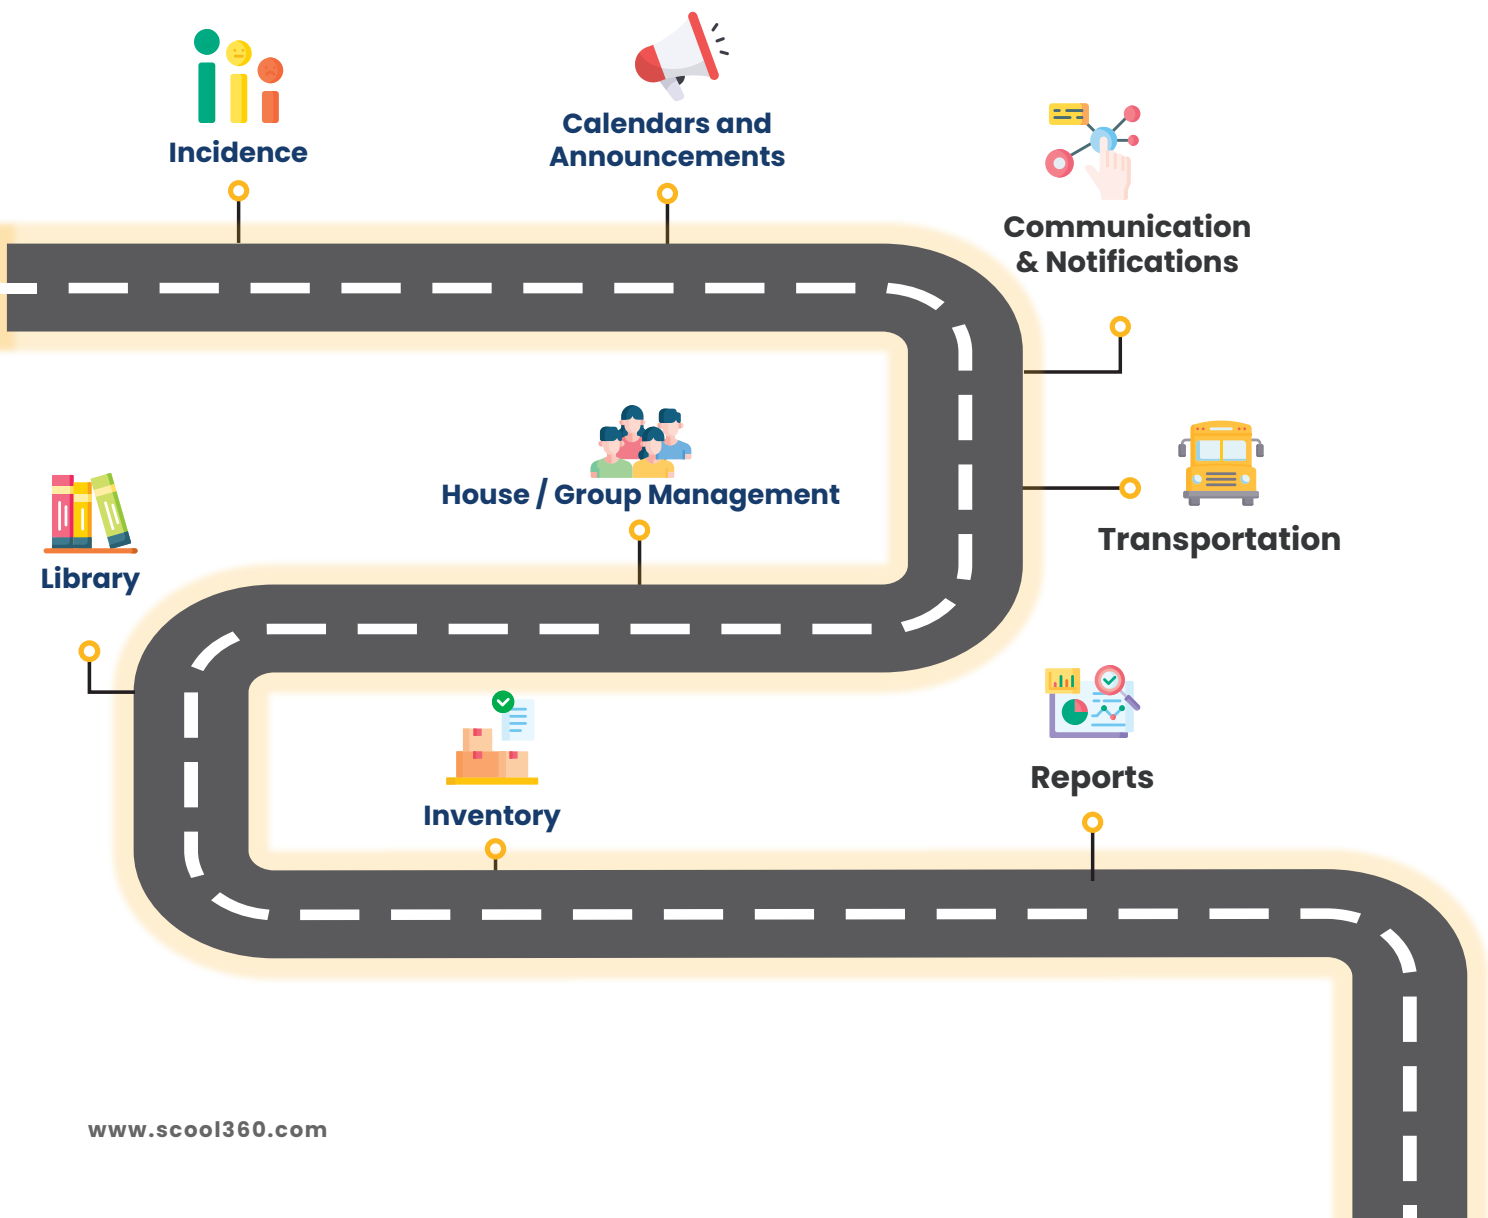 Incidence
Calendars and
Announcements
Communication
& Notifications
House / Group Management
Transportation
Library
Inventory
Reports
www.scool360.com